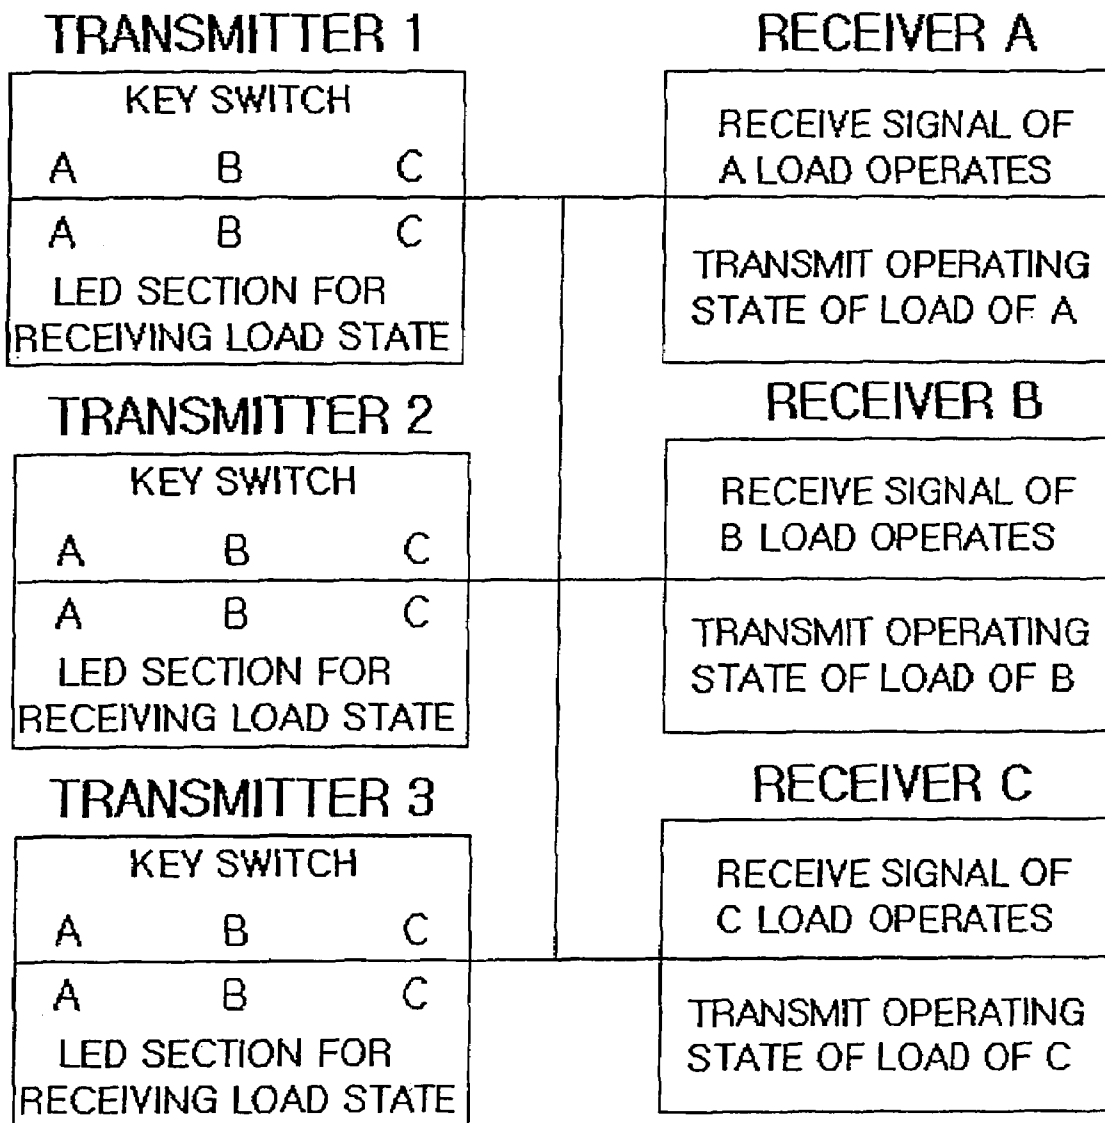 TRANSMITTER 1
KEY SWITCH
A B C
A B C
LED SECTION FOR
RECEIVING LOAD STATE
RECEIVER A
RECEIVE SIGNAL OF
A LOAD OPERATES
TRANSMIT OPERATING
STATE OF LOAD OF A
TRANSMITTER 2
KEY SWITCH
A B C
A B C
LED SECTION FOR
RECEIVING LOAD STATE
RECEIVER B
RECEIVE SIGNAL OF
B LOAD OPERATES
TRANSMIT OPERATING
STATE OF LOAD OF B
TRANSMITTER 3
KEY SWITCH
A B C
A B C
LED SECTION FOR
RECEIVING LOAD STATE
RECEIVER C
RECEIVE SIGNAL OF
C LOAD OPERATES
TRANSMIT OPERATING
STATE OF LOAD OF C